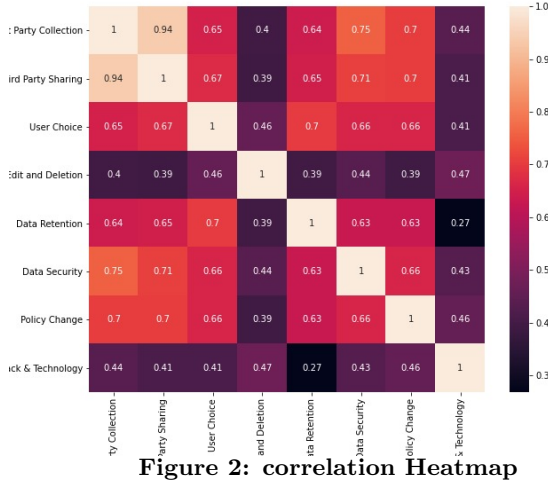 t Party Collection 1 0.94 0.65 0.4 0.64 0.75 0.7 0.44 1.0
ird Party Sharing 0.94 1 0.67 0.39 0.65 0.71 0.7 0.41 0.9
User Choice 0.65 0.67 1 0.46 0.7 0.66 0.66 0.41 0.8
Edit and Deletion 0.4 0.39 0.46 1 0.39 0.44 0.39 0.47 0.7
Data Retention 0.64 0.65 0.7 0.39 1 0.63 0.63 0.27 0.6
Data Security 0.75 0.71 0.66 0.44 0.63 1 0.66 0.43 0.5
Policy Change 0.7 0.7 0.66 0.39 0.63 0.66 1 0.46 0.4
ack & Technology 0.44 0.41 0.41 0.47 0.27 0.43 0.46 1 0.3
ty Collection
Party Sharing
User Choice
and Deletion
ata Retention
Data Security
olicy Change
& Technology
Figure 2: correlation Heatmap